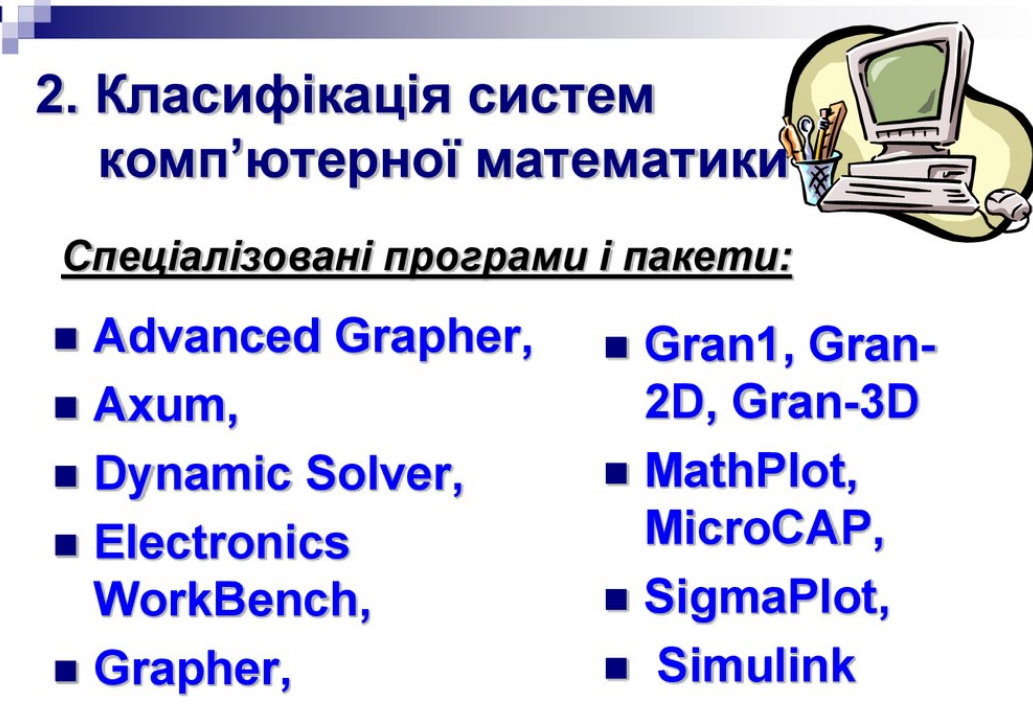 2. Класифікація систем
комп’ютерної математики
Спеціалізовані програми і пакети:
Advanced Grapher,
Axum,
Dynamic Solver,
Electronics
WorkBench,
Grapher,
Gran1, Gran-
2D, Gran-3D
MathPlot,
MicroCAP,
SigmaPlot,
Simulink